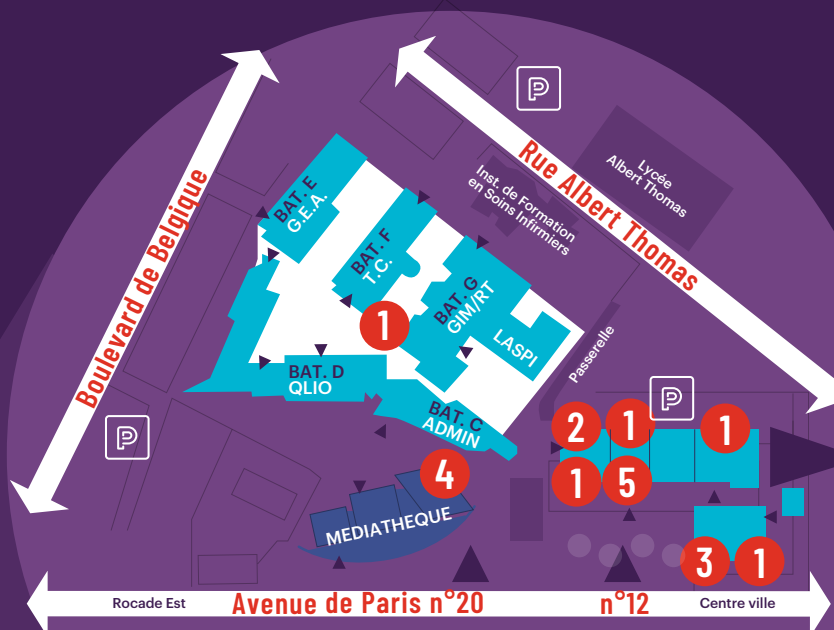 P
Rue Albert Thomas
Lycée
Albert Thomas
Inst. de Formation
en Soins Infirmiers
Boulevard de Belgique
BAT. E
G.E.A.
BAT. F
T.C.
BAT. G
GIM/RT
LASPI
1
Passerelle
BAT. D
QLIO
BAT. C
ADMIN
P
P
2
1
1
1
5
4
MEDIATHEQUE
3
1
Rocade Est
Avenue de Paris n°20
n°12
Centre ville